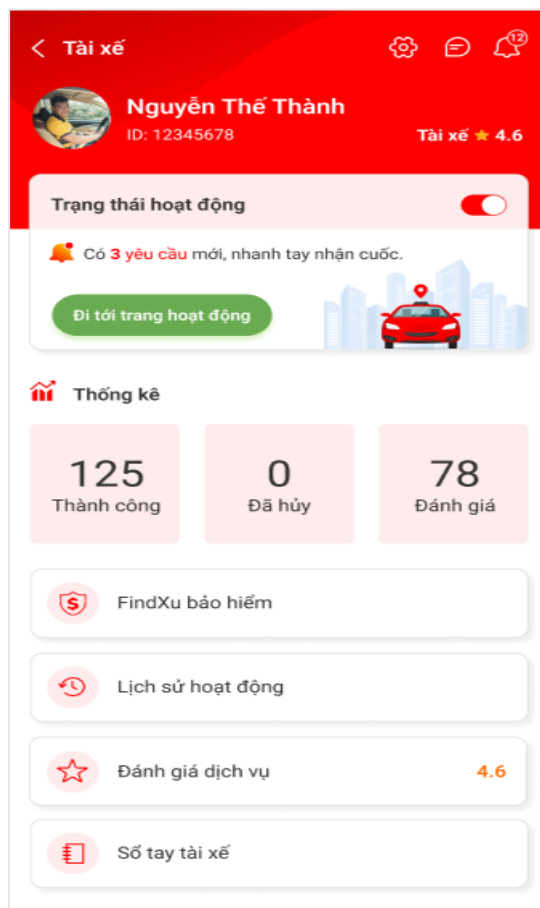 Tài xế
12
Nguyễn Thế Thành
ID: 12345678
Tài xế ★ 4.6
Trạng thái hoạt động
Có 3 yêu cầu mới, nhanh tay nhận cuốc.
Đi tới trang hoạt động
Thống kê
125
Thành công
0
Đã hủy
78
Đánh giá
FindXu bảo hiểm
Lịch sử hoạt động
Đánh giá dịch vụ
4.6
Sổ tay tài xế